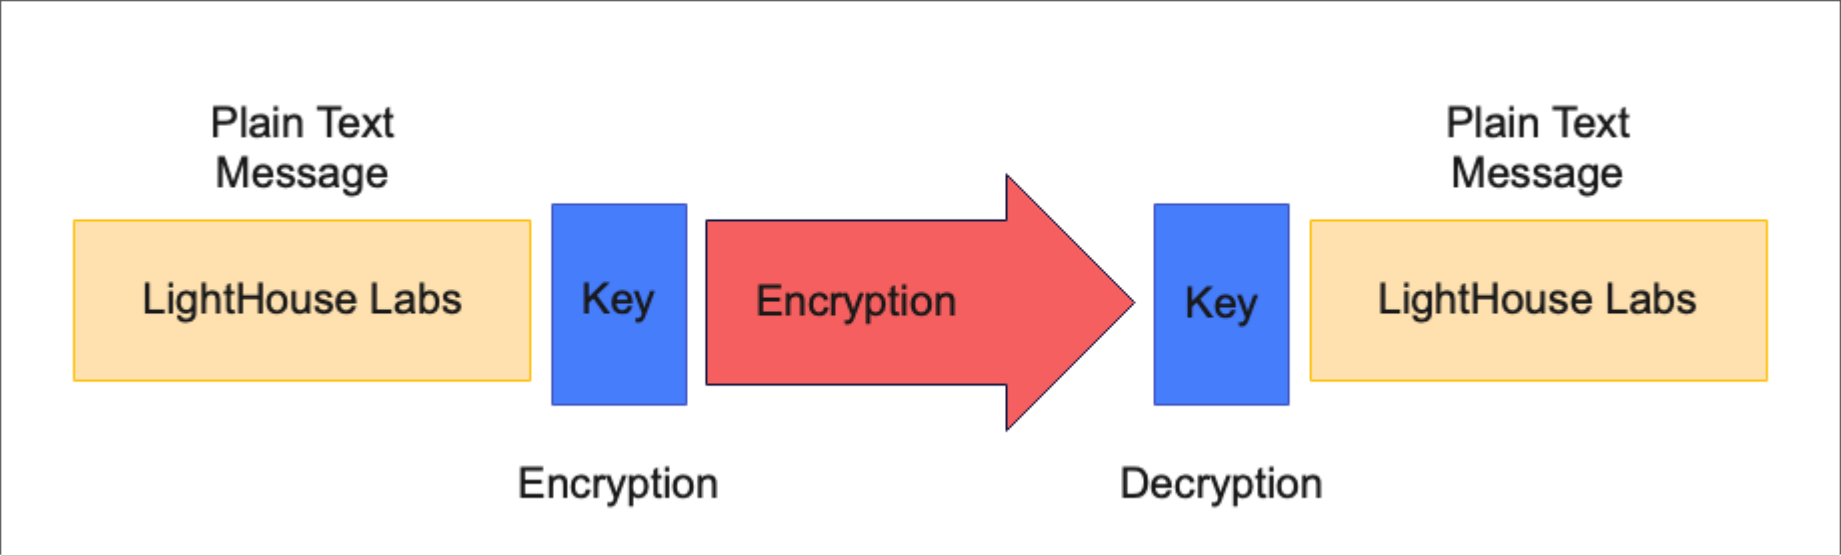 Plain Text
Message
LightHouse Labs
Key
Encryption
Key
Plain Text
Message
LightHouse Labs
Encryption
Decryption